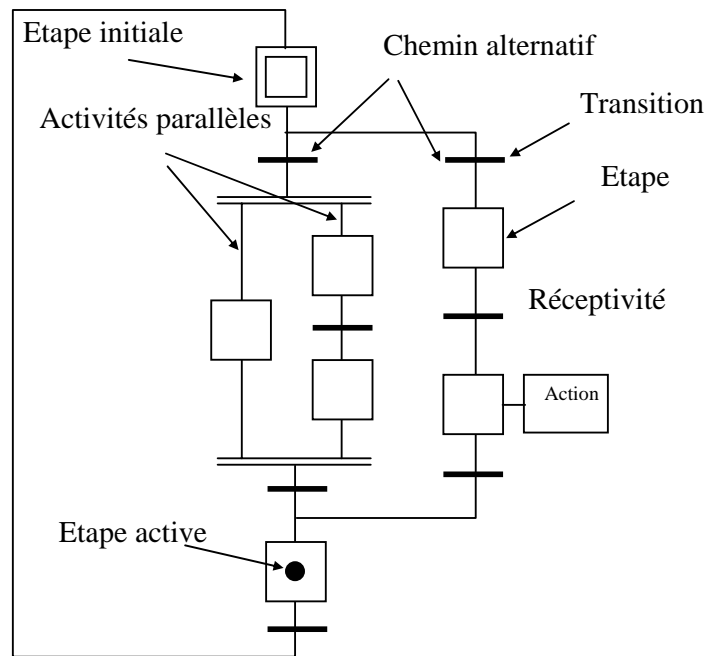 Etape initiale
Chemin alternatif
Activités parallèles
Transition
Etape
Réceptivité
Action
Etape active